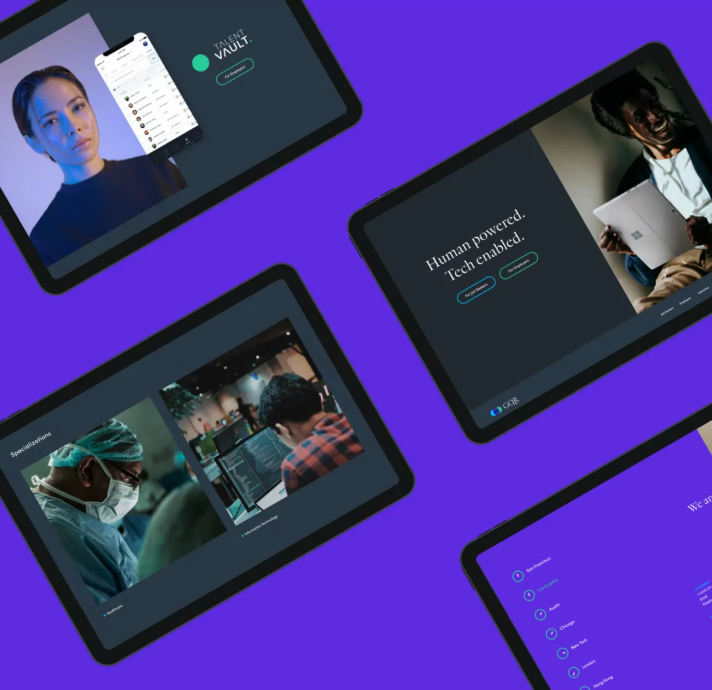 TALENT
VAULT.
For Employers
Human powered.
Tech enabled.
For Job Seekers
For Employers
GQR
Specializations
Information Technology
Healthcare
We
San Francisco
Los Angeles
Austin
Chicago
New York
London
Hong Kong